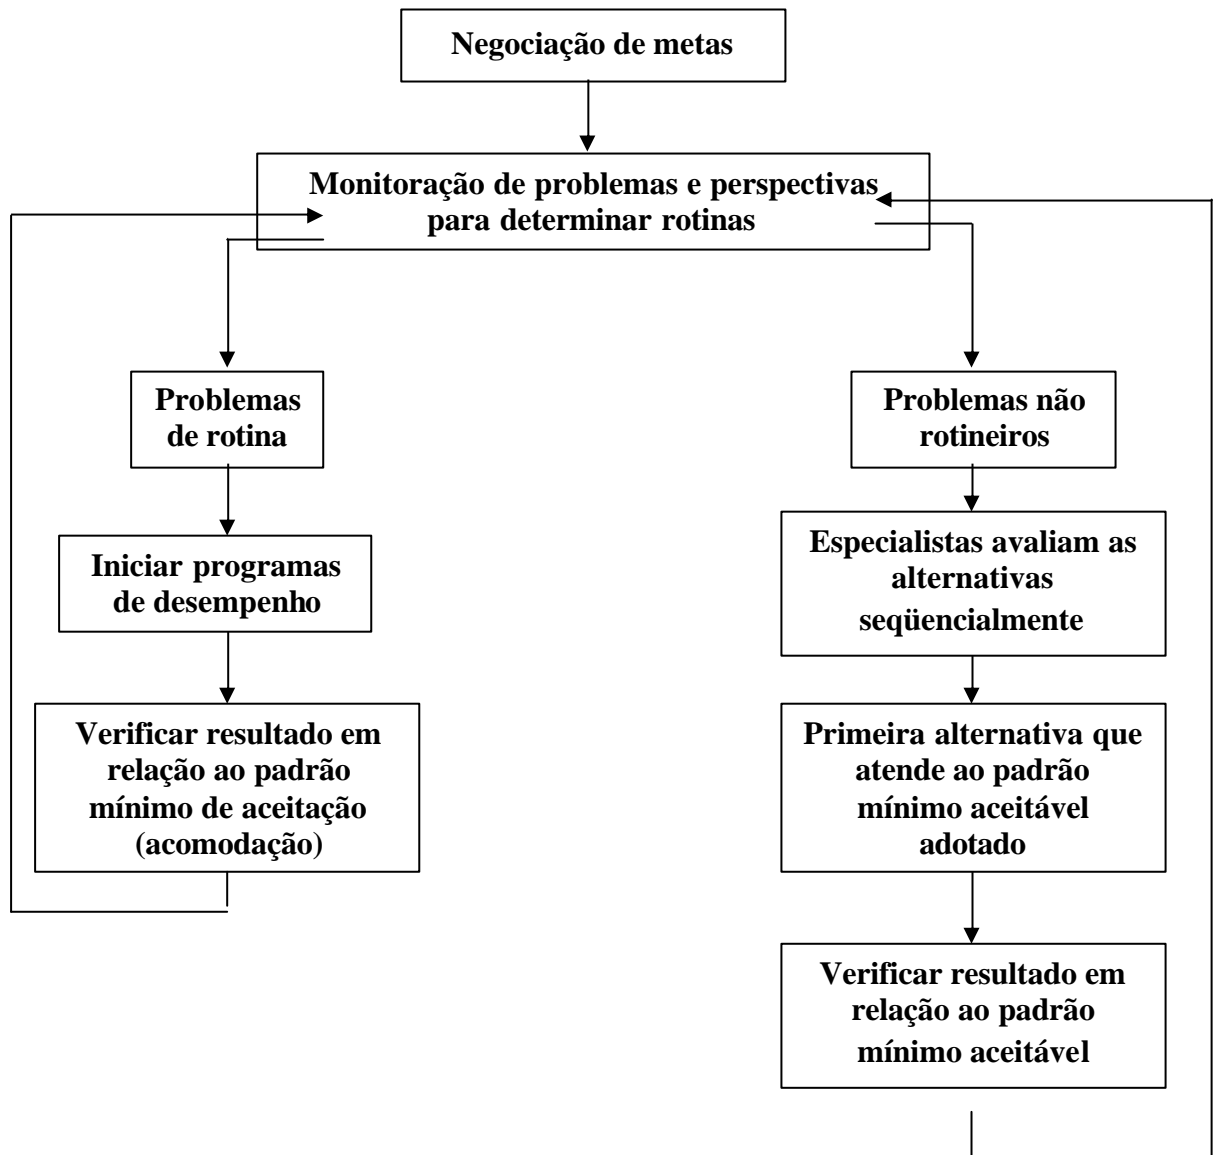 Negociação de metas
Monitoração de problemas e perspectivas
para determinar rotinas
Problemas
de rotina
Problemas não
rotineiros
Iniciar programas
de desempenho
Especialistas avaliam as
alternativas
seqüencialmente
Verificar resultado em
relação ao padrão
mínimo de aceitação
(acomodação)
Primeira alternativa que
atende ao padrão
mínimo aceitável
adotado
Verificar resultado em
relação ao padrão
mínimo aceitável